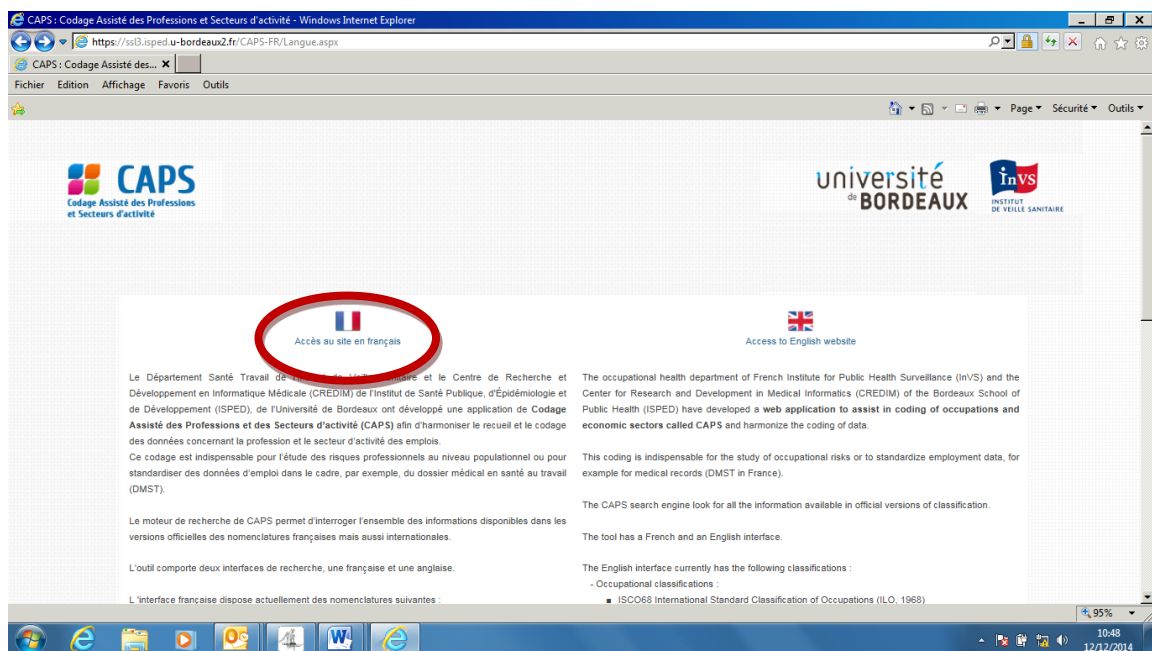 CAPS : Codage Assisté des Professions et Secteurs d'activité - Windows Internet Explorer
https://ssl3.isped.u-bordeaux2.fr/CAPS-FR/Langue.aspx
CAPS : Codage Assisté des...
Fichier Edition Affichage Favoris Outils
Page Sécurité Outils
CAPS
Codage Assisté des Professions
et Secteurs d'activité
université
de BORDEAUX
InVS
INSTITUT
DE VEILLE SANITAIRE
Accès au site en français
Le Département Santé Travail de et le Centre de Recherche et
Développement en Informatique Médicale (CREDIM) de l'Institut de Santé Publique, d'Épidémiologie et
de Développement (ISPED), de l'Université de Bordeaux ont développé une application de Codage
Assisté des Professions et des Secteurs d'activité (CAPS) afin d'harmoniser le recueil et le codage
des données concernant la profession et le secteur d'activité des emplois.
Ce codage est indispensable pour l'étude des risques professionnels au niveau populationnel ou pour
standardiser des données d'emploi dans le cadre, par exemple, du dossier médical en santé au travail
(DMST).
Le moteur de recherche de CAPS permet d'interroger l'ensemble des informations disponibles dans les
versions officielles des nomenclatures françaises mais aussi internationales.
L'outil comporte deux interfaces de recherche, une française et une anglaise.
L 'interface française dispose actuellement des nomenclatures suivantes :
Access to English website
The occupational health department of French Institute for Public Health Surveillance (InVS) and the
Center for Research and Development in Medical Informatics (CREDIM) of the Bordeaux School of
Public Health (ISPED) have developed a web application to assist in coding of occupations and
economic sectors called CAPS and harmonize the coding of data.
This coding is indispensable for the study of occupational risks or to standardize employment data, for
example for medical records (DMST in France).
The CAPS search engine look for all the information available in official versions of classification.
The tool has a French and an English interface.
The English interface currently has the following classifications :
- Occupational classifications :
■ ISCO68 International Standard Classification of Occupations (ILO, 1968)
95%
10:48
12/12/2014